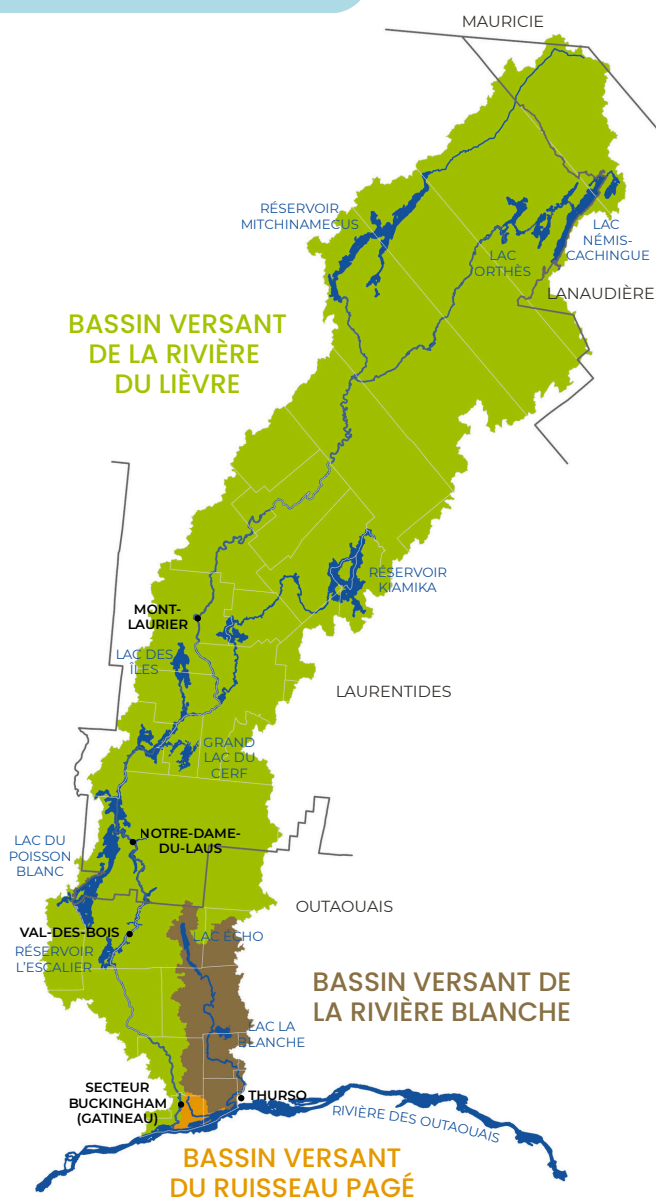 MAURICIE
RÉSERVOIR
MITCHINAMECUS
LAC
NÉMIS-
CACHINGUE
LAC
ORTHÈS
LANAUDIÈRE
BASSIN VERSANT
DE LA RIVIÈRE
DU LIÈVRE
RÉSERVOIR
KIAMIKA
MONT-
LAURIER
LAC DES
ÎLES
LAURENTIDES
GRAND
LAC DU
CERF
NOTRE-DAME-
DU-LAUS
LAC DU
POISSON
BLANC
OUTAOUAIS
VAL-DES-BOIS
RÉSERVOIR
L'ESCALIER
LAC ÉCHO
BASSIN VERSANT DE
LA RIVIÈRE BLANCHE
LAC LA
BLANCHE
SECTEUR
BUCKINGHAM
(GATINEAU)
THURSO
RIVIÈRE DES OUTAOUAIS
BASSIN VERSANT
DU RUISSEAU PAGÉ